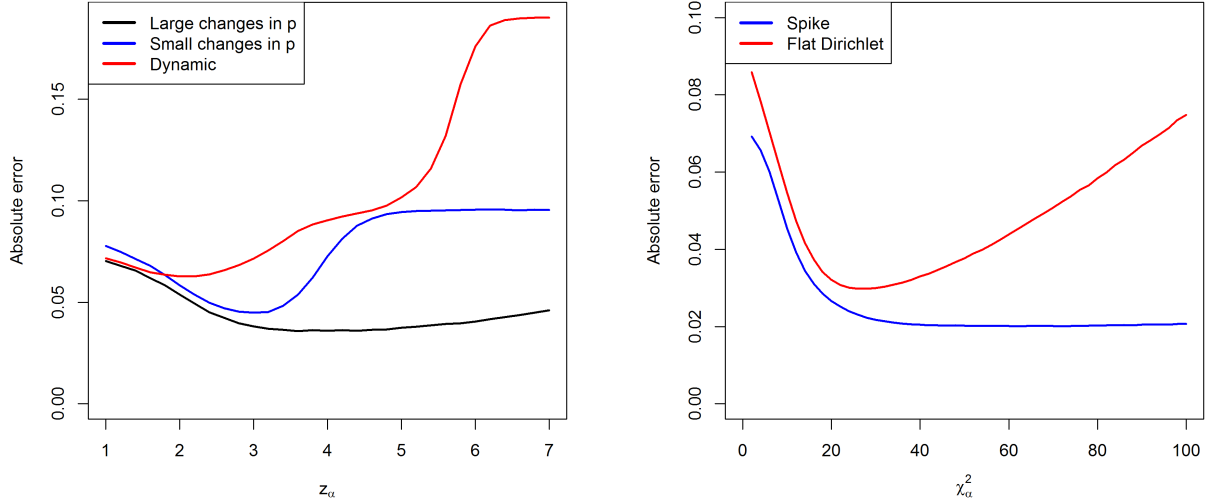 Large changes in p
Small changes in p
Dynamic
Absolute error
0.00
0.05
0.10
0.15
1 2 3 4 5 6 7
zα
Spike
Flat Dirichlet
Absolute error
0.00
0.02
0.04
0.06
0.08
0.10
0 20 40 60 80 100
χ²α